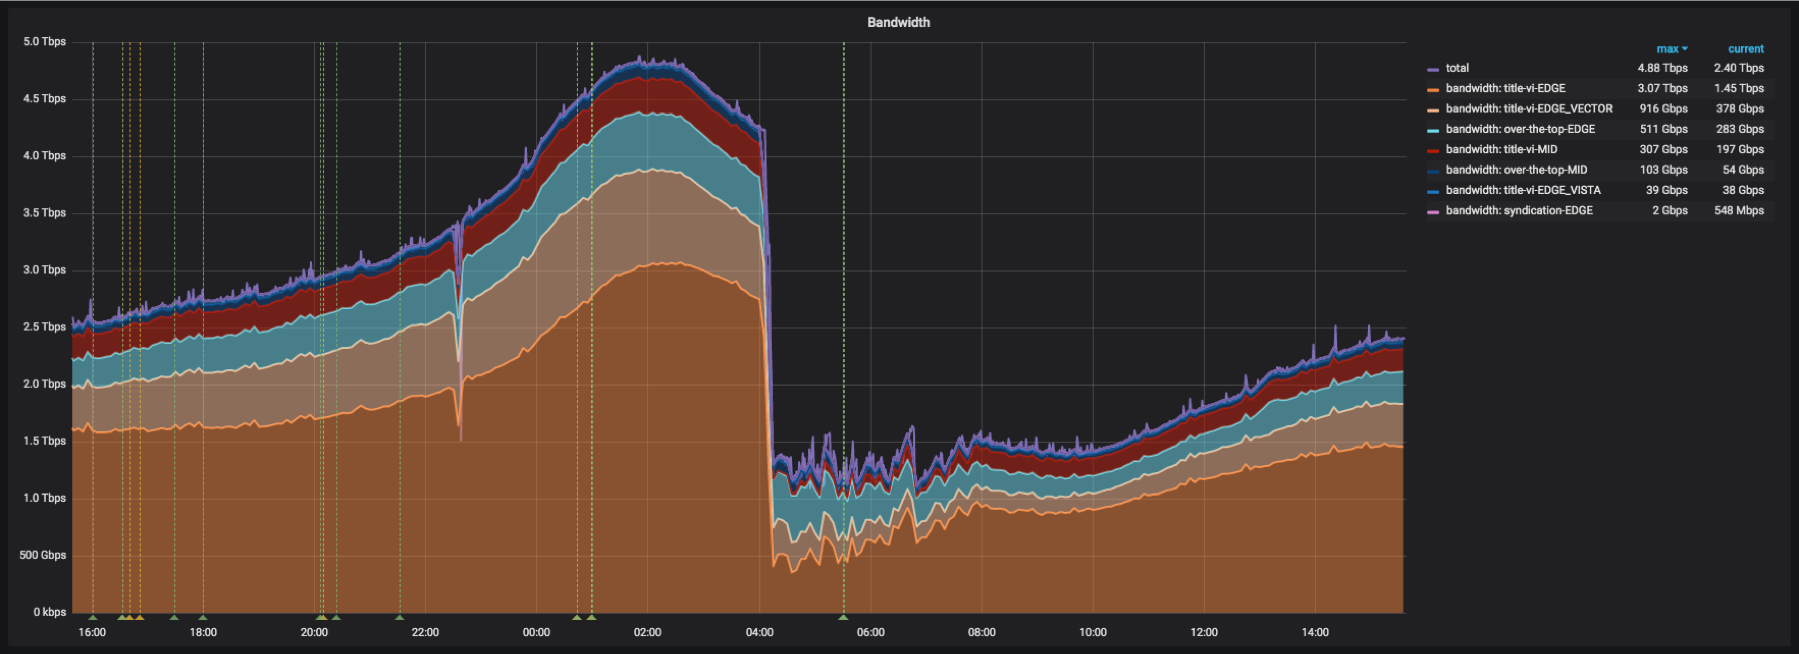 Bandwidth
5.0 Tbps
4.5 Tbps
4.0 Tbps
3.5 Tbps
3.0 Tbps
2.5 Tbps
2.0 Tbps
1.5 Tbps
1.0 Tbps
500 Gbps
0 kbps
16:00 18:00 20:00 22:00 00:00 02:00 04:00 06:00 08:00 10:00 12:00 14:00
max current
total 4.88 Tbps 2.40 Tbps
bandwidth: title-vi-EDGE 3.07 Tbps 1.45 Tbps
bandwidth: title-vi-EDGE_VECTOR 916 Gbps 378 Gbps
bandwidth: over-the-top-EDGE 511 Gbps 283 Gbps
bandwidth: title-vi-MID 307 Gbps 197 Gbps
bandwidth: over-the-top-MID 103 Gbps 54 Gbps
bandwidth: title-vi-EDGE_VISTA 39 Gbps 38 Gbps
bandwidth: syndication-EDGE 2 Gbps 548 Mbps